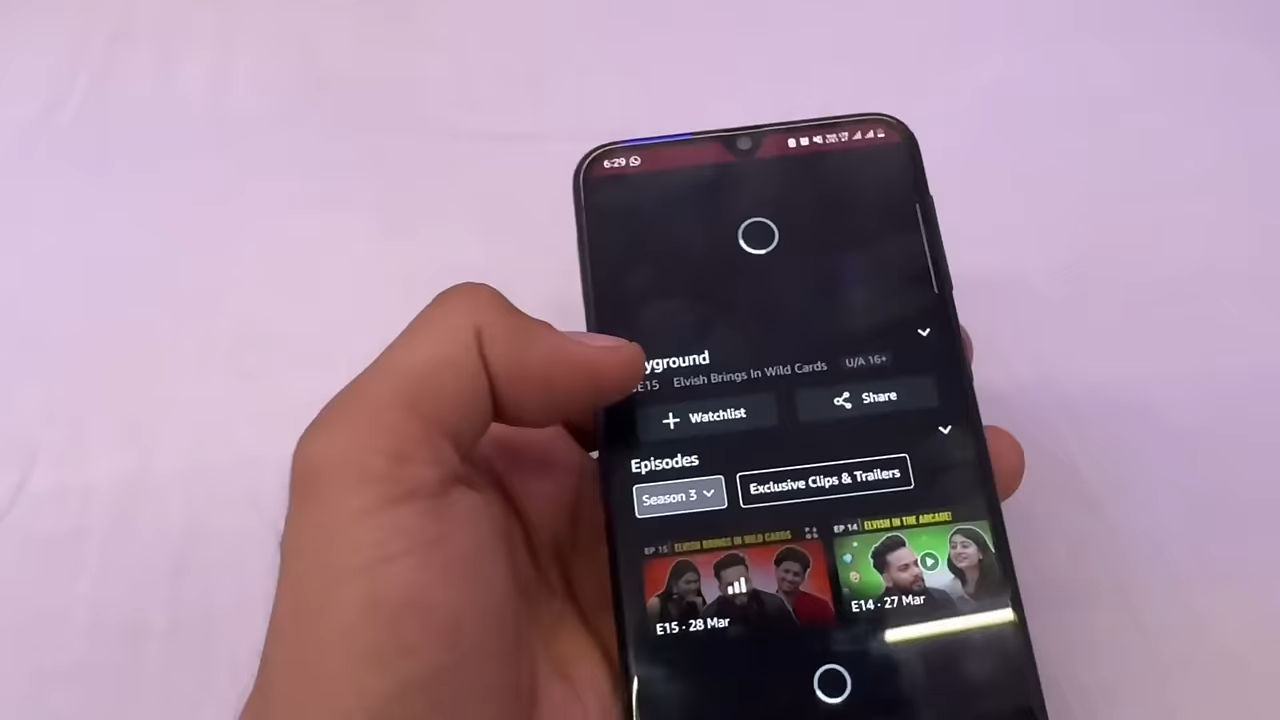 6:29
yground
E15 Elvish Brings In Wild Cards U/A 16+
Watchlist
Share
Episodes
Season 3
Exclusive Clips & Trailers
EP 15 ELVISH BRINGS IN WILD CARDS
E15 · 28 Mar
EP 14 ELVISH IN THE ARCADE!
E14 · 27 Mar